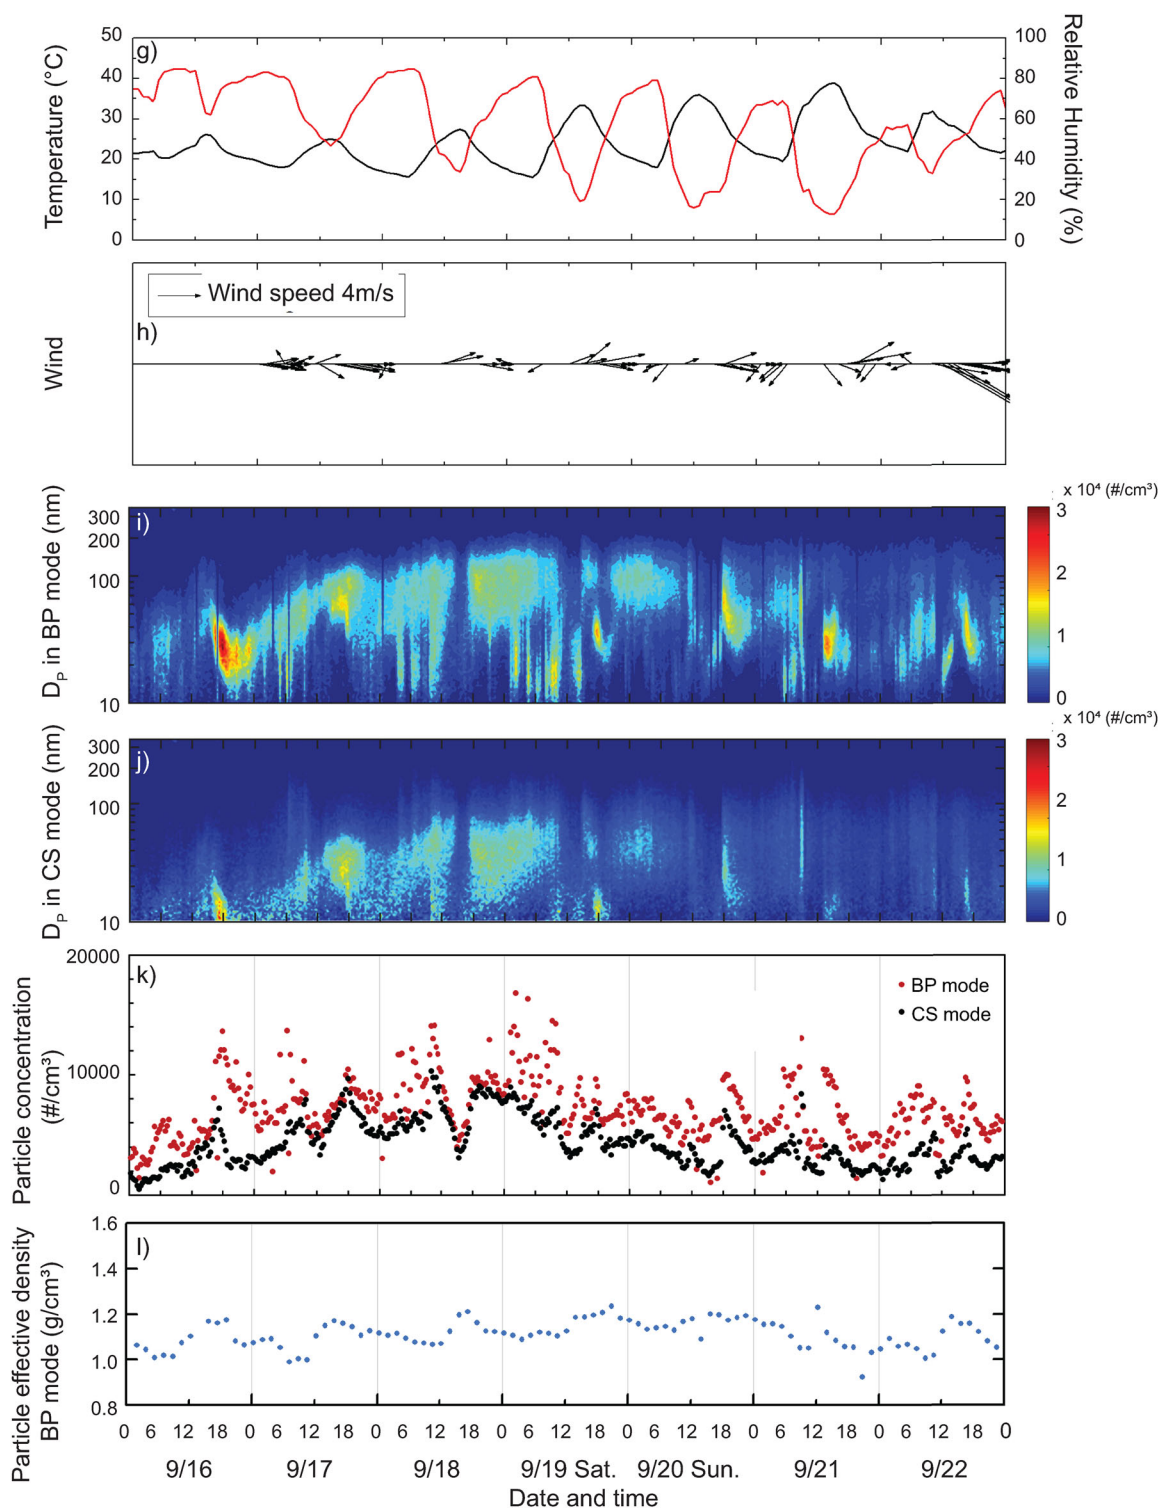 g)
Temperature (°C)
50
40
30
20
10
0
Relative Humidity (%)
100
80
60
40
20
0
Wind speed 4m/s
h)
Wind
i)
Dₚ in BP mode (nm)
300
200
100
10
x 10⁴ (#/cm³)
3
2
1
0
j)
Dₚ in CS mode (nm)
300
200
100
10
x 10⁴ (#/cm³)
3
2
1
0
k)
Particle concentration
(#/cm³)
20000
10000
0
BP mode
CS mode
l)
Particle effective density
BP mode (g/cm³)
1.6
1.4
1.2
1.0
0.8
0 6 12 18 0 6 12 18 0 6 12 18 0 6 12 18 0 6 12 18 0 6 12 18 0 6 12 18 0
9/16 9/17 9/18 9/19 Sat. 9/20 Sun. 9/21 9/22
Date and time